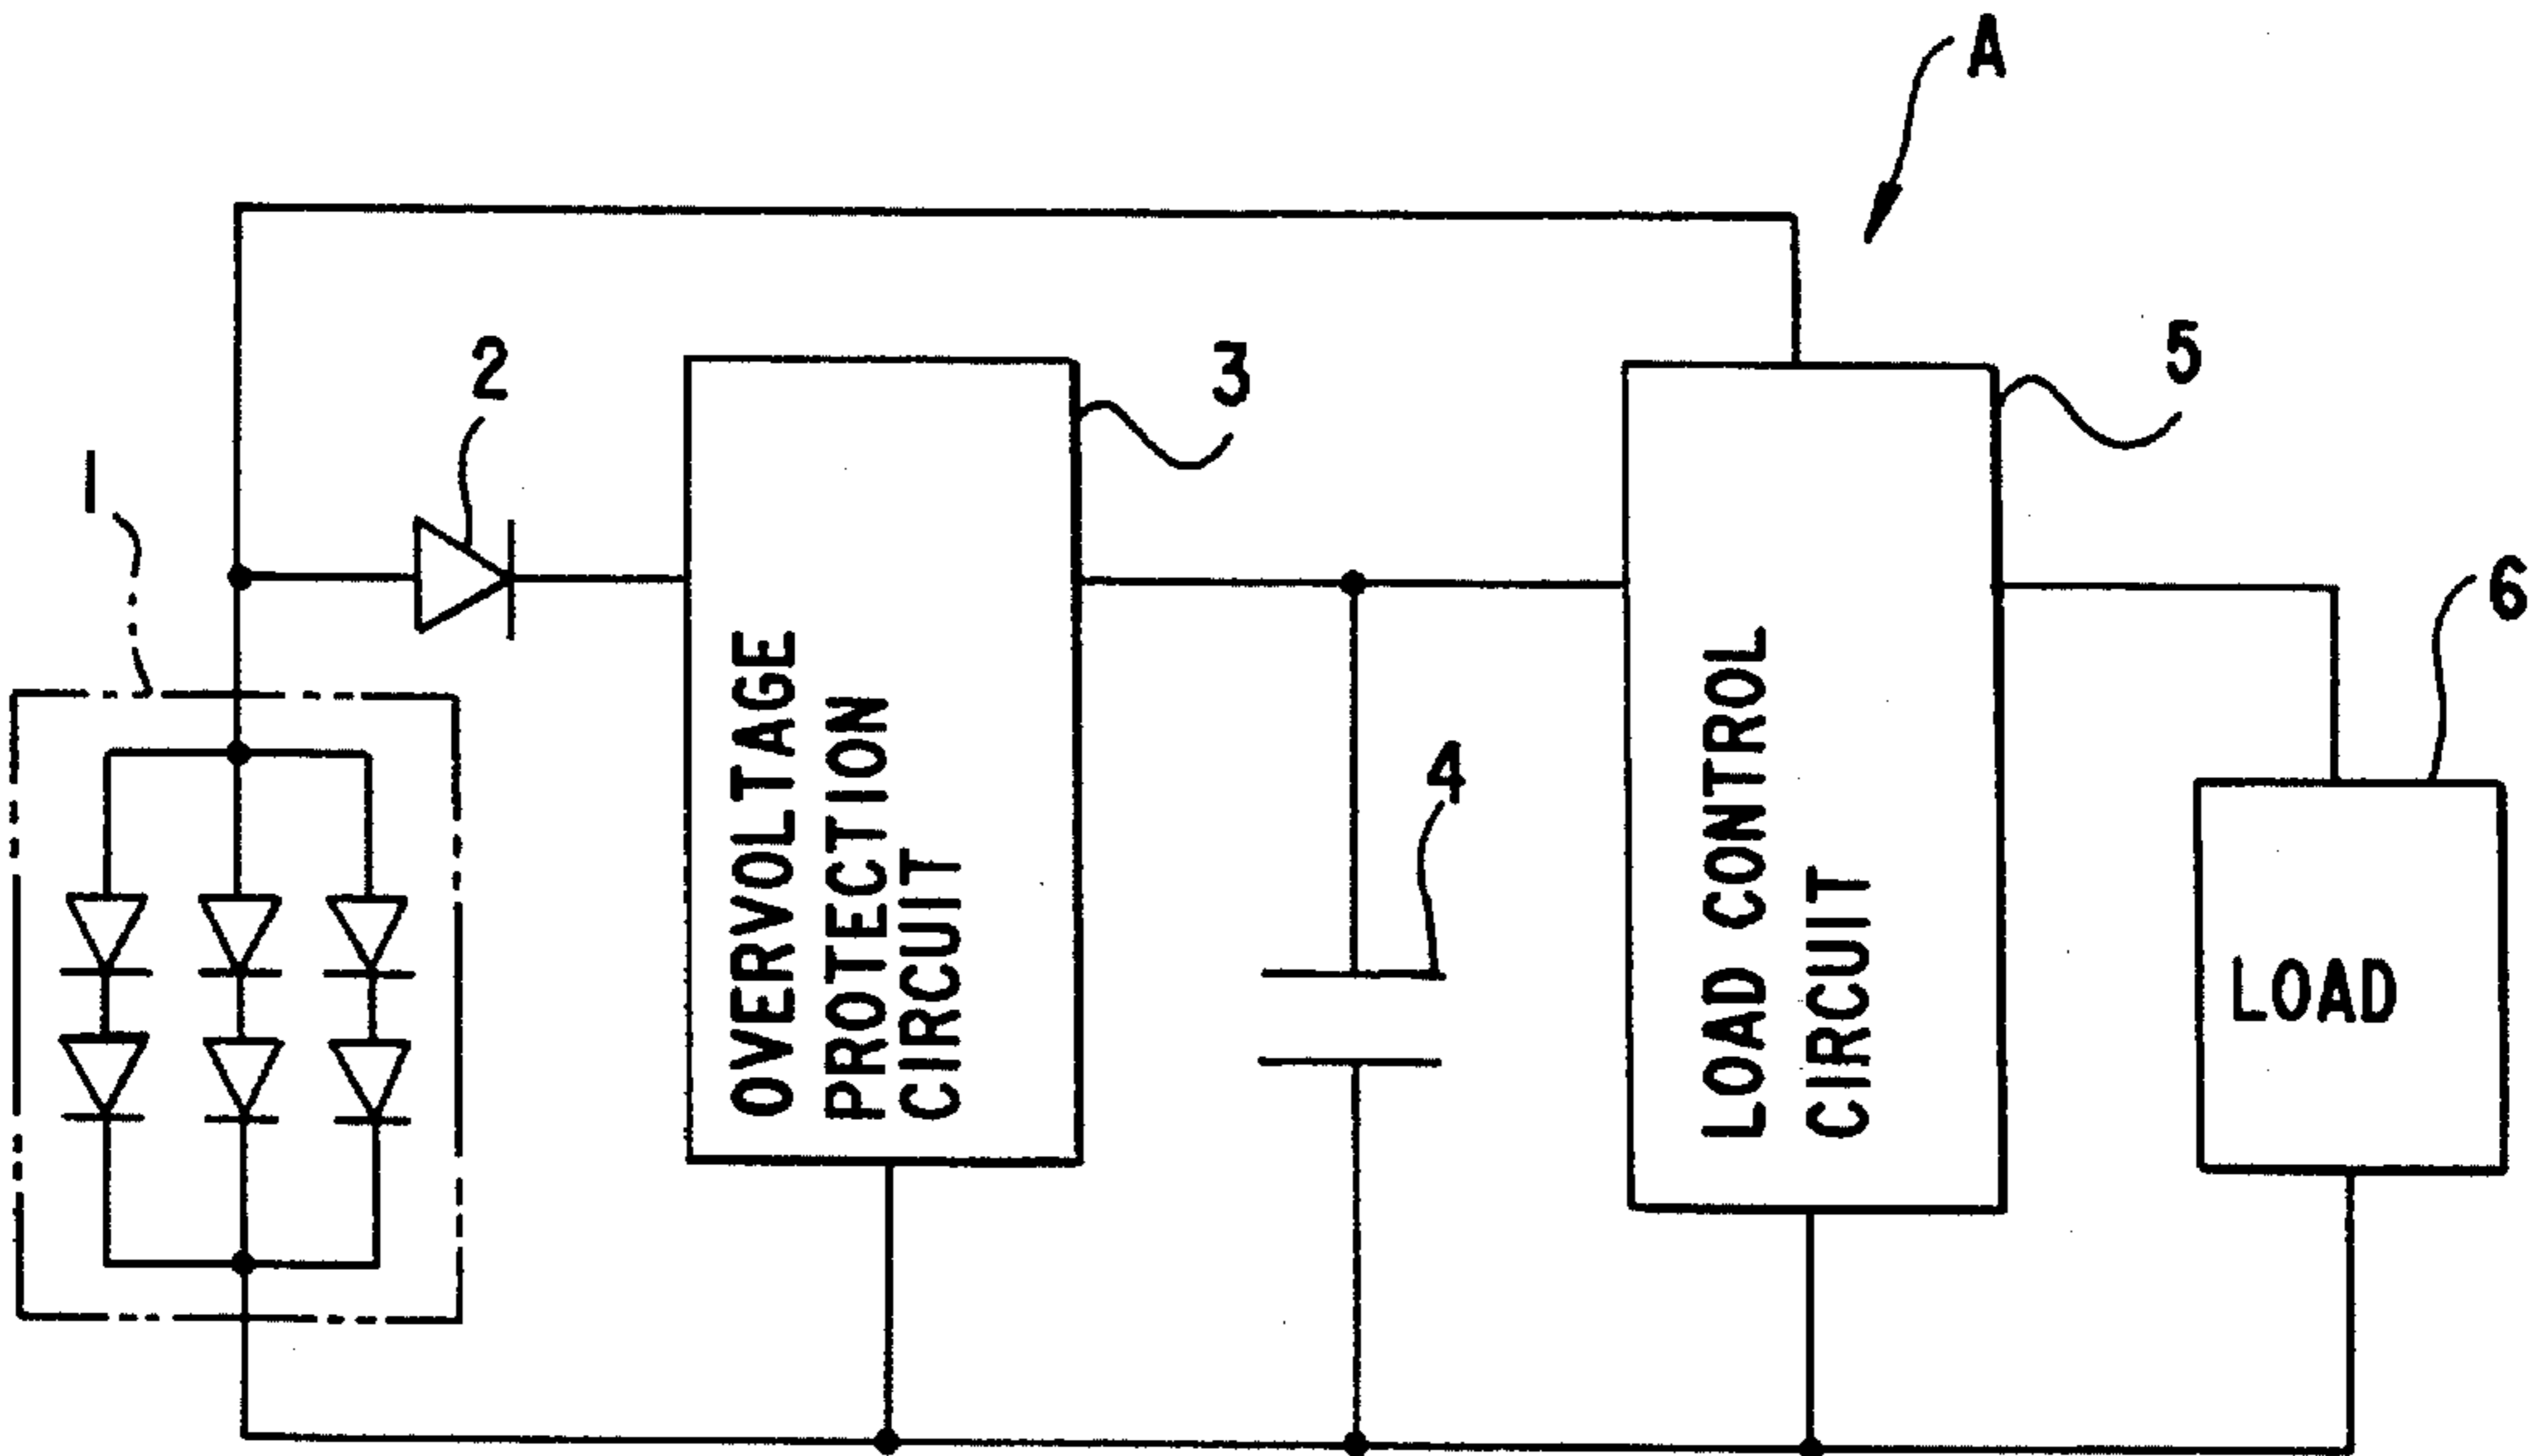 A
2
3
5
1
6
4
OVERVOLTAGE
PROTECTION
CIRCUIT
LOAD CONTROL
CIRCUIT
LOAD